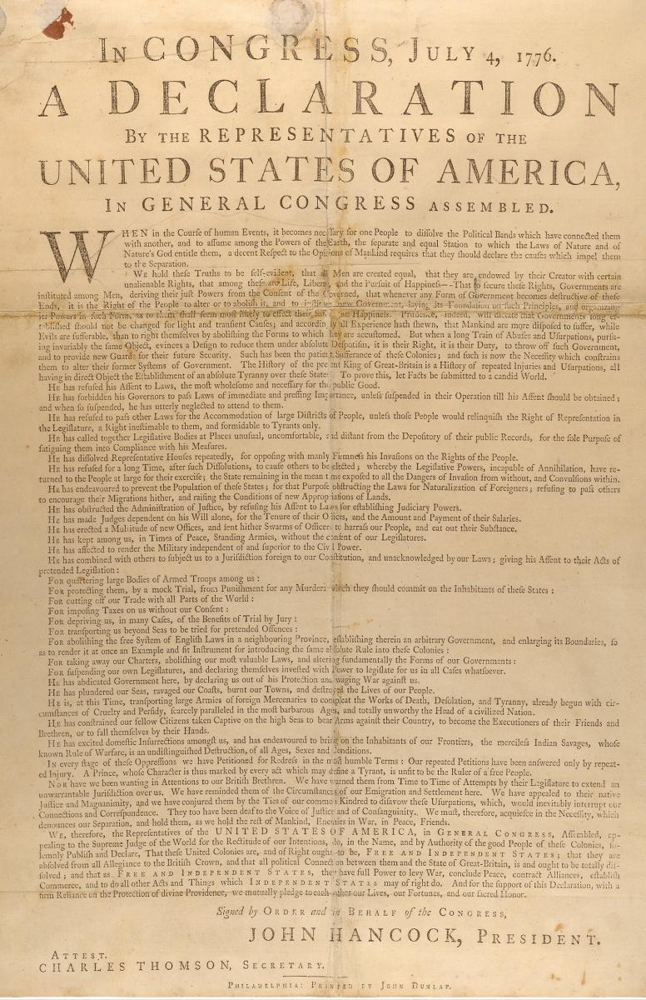 IN CONGRESS, JULY 4, 1776.
A DECLARATION
BY THE REPRESENTATIVES OF THE
UNITED STATES OF AMERICA,
IN GENERAL CONGRESS ASSEMBLED.
WHEN in the Courſe of human Events, it becomes neceſſary for one People to diſſolve the Political Bands which have connected them
with another, and to aſſume among the Powers of the Earth, the ſeparate and equal Station to which the Laws of Nature and of
Nature's God entitle them, a decent Reſpect to the Opinions of Mankind requires that they ſhould declare the cauſes which impel them
to the Separation.
We hold theſe Truths to be ſelf-evident, that all Men are created equal, that they are endowed by their Creator with certain
unalienable Rights, that among theſe are Life, Liberty, and the Purſuit of Happineſs—-That to ſecure theſe Rights, Governments are
inſtituted among Men, deriving their juſt Powers from the Conſent of the Governed, that whenever any Form of Government becomes deſtructive of theſe
Ends, it is the Right of the People to alter or to aboliſh it, and to inſtitute new Government, laying its Foundation on ſuch Principles, and organizing
its Powers in ſuch Form, as to them ſhall ſeem moſt likely to effect their Safety and Happineſs. Prudence, indeed, will dictate that Governments long eſ-
tabliſhed ſhould not be changed for light and tranſient Cauſes; and accordingly all Experience hath ſhewn, that Mankind are more diſpoſed to ſuffer, while
Evils are ſufferable, than to right themſelves by aboliſhing the Forms to which they are accuſtomed. But when a long Train of Abuſes and Uſurpations, purſu-
ing invariably the ſame Object, evinces a Deſign to reduce them under abſolute Deſpotiſm, it is their Right, it is their Duty, to throw off ſuch Government,
and to provide new Guards for their future Security. Such has been the patient Sufferance of theſe Colonies; and ſuch is now the Neceſſity which conſtrains
them to alter their former Syſtems of Government. The Hiſtory of the preſent King of Great-Britain is a Hiſtory of repeated Injuries and Uſurpations, all
having in direct Object the Eſtabliſhment of an abſolute Tyranny over theſe States. To prove this, let Facts be ſubmitted to a candid World.
HE has refuſed his Aſſent to Laws, the moſt wholeſome and neceſſary for the public Good.
HE has forbidden his Governors to paſs Laws of immediate and preſſing Importance, unleſs ſuſpended in their Operation till his Aſſent ſhould be obtained;
and when ſo ſuſpended, he has utterly neglected to attend to them.
HE has refuſed to paſs other Laws for the Accommodation of large Diſtricts of People, unleſs thoſe People would relinquiſh the Right of Repreſentation in
the Legiſlature, a Right ineſtimable to them, and formidable to Tyrants only.
HE has called together Legiſlative Bodies at Places unuſual, uncomfortable, and diſtant from the Depoſitory of their public Records, for the ſole Purpoſe of
fatiguing them into Compliance with his Meaſures.
HE has diſſolved Repreſentative Houſes repeatedly, for oppoſing with manly Firmneſs his Invaſions on the Rights of the People.
HE has refuſed for a long Time, after ſuch Diſſolutions, to cauſe others to be elected; whereby the Legiſlative Powers, incapable of Annihilation, have re-
turned to the People at large for their exerciſe; the State remaining in the mean time expoſed to all the Dangers of Invaſion from without, and Convulſions within.
HE has endeavoured to prevent the Population of theſe States; for that Purpoſe obſtructing the Laws for Naturalization of Foreigners; refuſing to paſs others
to encourage their Migrations hither, and raiſing the Conditions of new Appropriations of Lands.
HE has obſtructed the Adminiſtration of Juſtice, by refuſing his Aſſent to Laws for eſtabliſhing Judiciary Powers.
HE has made Judges dependent on his Will alone, for the Tenure of their Offices, and the Amount and Payment of their Salaries.
HE has erected a Multitude of new Offices, and ſent hither Swarms of Officers to harraſs our People, and eat out their Subſtance.
HE has kept among us, in Times of Peace, Standing Armies, without the conſent of our Legiſlatures.
HE has affected to render the Military independent of and ſuperior to the Civil Power.
HE has combined with others to ſubject us to a Juriſdiction foreign to our Conſtitution, and unacknowledged by our Laws; giving his Aſſent to their Acts of
pretended Legiſlation:
FOR quartering large Bodies of Armed Troops among us:
FOR protecting them, by a mock Trial, from Puniſhment for any Murders which they ſhould commit on the Inhabitants of theſe States:
FOR cutting off our Trade with all Parts of the World:
FOR impoſing Taxes on us without our Conſent:
FOR depriving us, in many Caſes, of the Benefits of Trial by Jury:
FOR tranſporting us beyond Seas to be tried for pretended Offences:
FOR aboliſhing the free Syſtem of Engliſh Laws in a neighbouring Province, eſtabliſhing therein an arbitrary Government, and enlarging its Boundaries, ſo
as to render it at once an Example and fit Inſtrument for introducing the ſame abſolute Rule into theſe Colonies:
FOR taking away our Charters, aboliſhing our moſt valuable Laws, and altering fundamentally the Forms of our Governments:
FOR ſuſpending our own Legiſlatures, and declaring themſelves inveſted with Power to legiſlate for us in all Caſes whatſoever.
HE has abdicated Government here, by declaring us out of his Protection and waging War againſt us.
HE has plundered our Seas, ravaged our Coaſts, burnt our Towns, and deſtroyed the Lives of our People.
HE is, at this Time, tranſporting large Armies of foreign Mercenaries to compleat the Works of Death, Deſolation, and Tyranny, already begun with cir-
cumſtances of Cruelty and Perfidy, ſcarcely paralleled in the moſt barbarous Ages, and totally unworthy the Head of a civilized Nation.
HE has conſtrained our fellow Citizens taken Captive on the high Seas to bear Arms againſt their Country, to become the Executioners of their Friends and
Brethren, or to fall themſelves by their Hands.
HE has excited domeſtic Inſurrections amongſt us, and has endeavoured to bring on the Inhabitants of our Frontiers, the mercileſs Indian Savages, whoſe
known Rule of Warfare, is an undiſtinguiſhed Deſtruction, of all Ages, Sexes and Conditions.
IN every ſtage of theſe Oppreſſions we have Petitioned for Redreſs in the moſt humble Terms: Our repeated Petitions have been anſwered only by repeat-
ed Injury. A Prince, whoſe Character is thus marked by every act which may define a Tyrant, is unfit to be the Ruler of a free People.
NOR have we been wanting in Attentions to our Britiſh Brethren. We have warned them from Time to Time of Attempts by their Legiſlature to extend an
unwarrantable Juriſdiction over us. We have reminded them of the Circumſtances of our Emigration and Settlement here. We have appealed to their native
Juſtice and Magnanimity, and we have conjured them by the Ties of our common Kindred to diſavow theſe Uſurpations, which, would inevitably interrupt our
Connections and Correſpondence. They too have been deaf to the Voice of Juſtice and of Conſanguinity. We muſt, therefore, acquieſce in the Neceſſity, which
denounces our Separation, and hold them, as we hold the reſt of Mankind, Enemies in War, in Peace, Friends.
WE, therefore, the Repreſentatives of the UNITED STATES OF AMERICA, in GENERAL CONGRESS, Aſſembled, ap-
pealing to the Supreme Judge of the World for the Rectitude of our Intentions, do, in the Name, and by Authority of the good People of theſe Colonies, ſo-
lemnly Publiſh and Declare, That theſe United Colonies are, and of Right ought to be, FREE AND INDEPENDENT STATES; that they are
abſolved from all Allegiance to the Britiſh Crown, and that all political Connection between them and the State of Great-Britain, is and ought to be totally diſ-
ſolved; and that as FREE AND INDEPENDENT STATES, they have full Power to levy War, conclude Peace, contract Alliances, eſtabliſh
Commerce, and to do all other Acts and Things which INDEPENDENT STATES may of right do. And for the ſupport of this Declaration, with a
firm Reliance on the Protection of divine Providence, we mutually pledge to each other our Lives, our Fortunes, and our ſacred Honor.
Signed by ORDER and in BEHALF of the CONGRESS,
JOHN HANCOCK, PRESIDENT.
ATTEST.
CHARLES THOMSON, SECRETARY.
PHILADELPHIA: PRINTED BY JOHN DUNLAP.